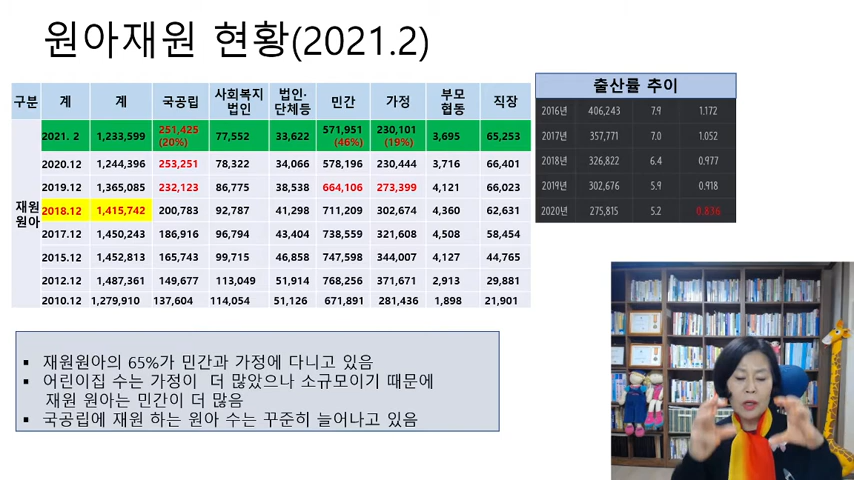 원아재원 현황(2021.2)
구분 계 계 국공립 사회복지법인 법인·단체등 민간 가정 부모협동 직장
재원원아
2021. 2 1,233,599 251,425 (20%) 77,552 33,622 571,951 (46%) 230,101 (19%) 3,695 65,253
2020.12 1,244,396 253,251 78,322 34,066 578,196 230,444 3,716 66,401
2019.12 1,365,085 232,123 86,775 38,538 664,106 273,399 4,121 66,023
2018.12 1,415,742 200,783 92,787 41,298 711,209 302,674 4,360 62,631
2017.12 1,450,243 186,916 96,794 43,404 738,559 321,608 4,508 58,454
2015.12 1,452,813 165,743 99,715 46,858 747,598 344,007 4,127 44,765
2012.12 1,487,361 149,677 113,049 51,914 768,256 371,671 2,913 29,881
2010.12 1,279,910 137,604 114,054 51,126 671,891 281,436 1,898 21,901
출산률 추이
2016년 406,243 7.9 1.172
2017년 357,771 7.0 1.052
2018년 326,822 6.4 0.977
2019년 302,676 5.9 0.918
2020년 275,815 5.2 0.836
▪ 재원원아의 65%가 민간과 가정에 다니고 있음
▪ 어린이집 수는 가정이 더 많았으나 소규모이기 때문에
재원 원아는 민간이 더 많음
▪ 국공립에 재원 하는 원아 수는 꾸준히 늘어나고 있음